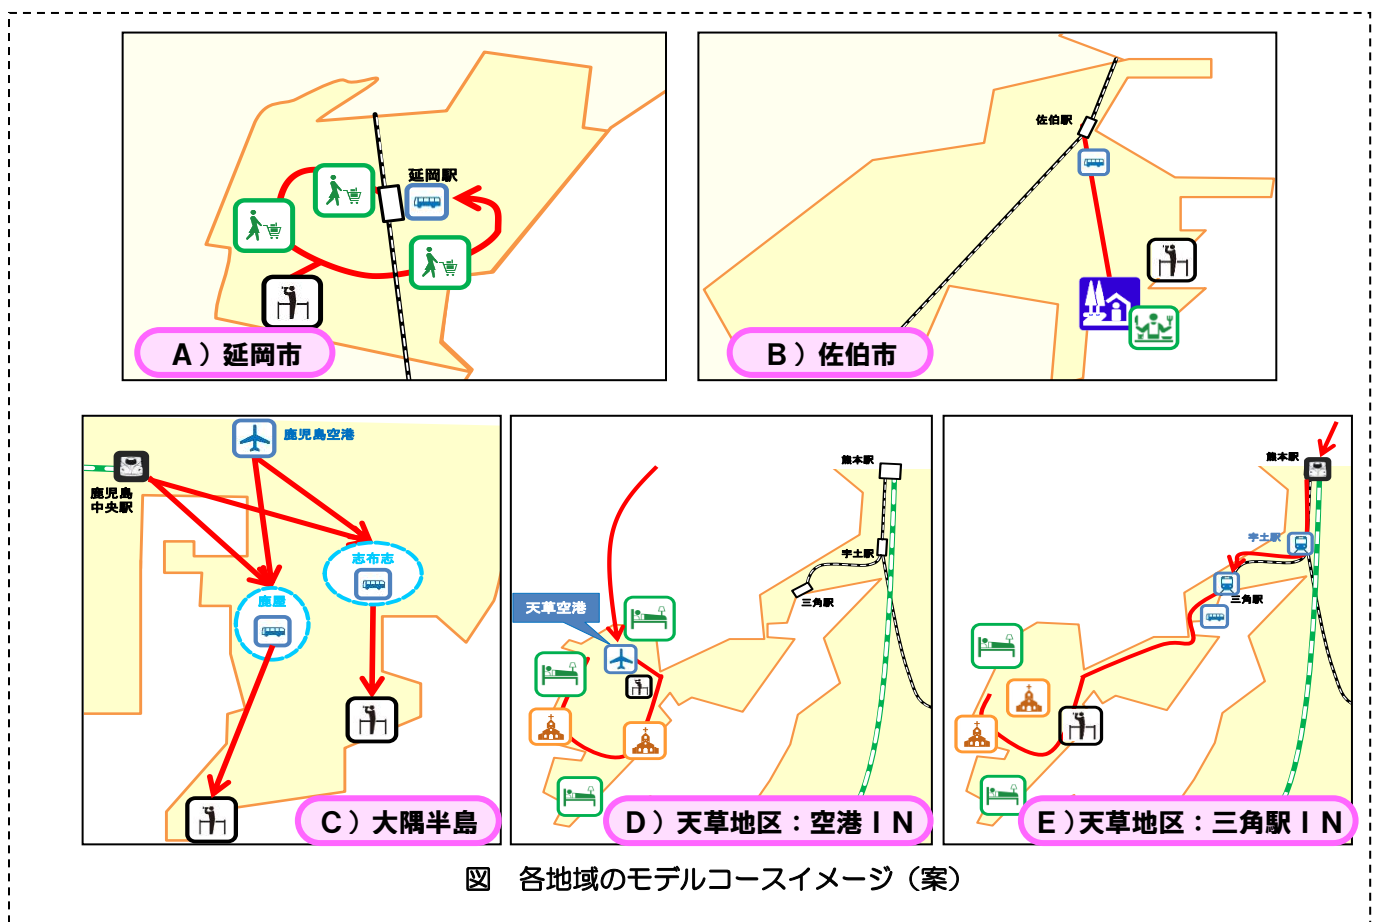 延岡駅
A）延岡市
佐伯駅
B）佐伯市
鹿児島空港
鹿児島
中央駅
志布志
鹿屋
C）大隅半島
熊本駅
宇土駅
三角駅
天草空港
D）天草地区：空港ＩＮ
熊本駅
宇土駅
三角駅
E）天草地区：三角駅ＩＮ
図　各地域のモデルコースイメージ（案）